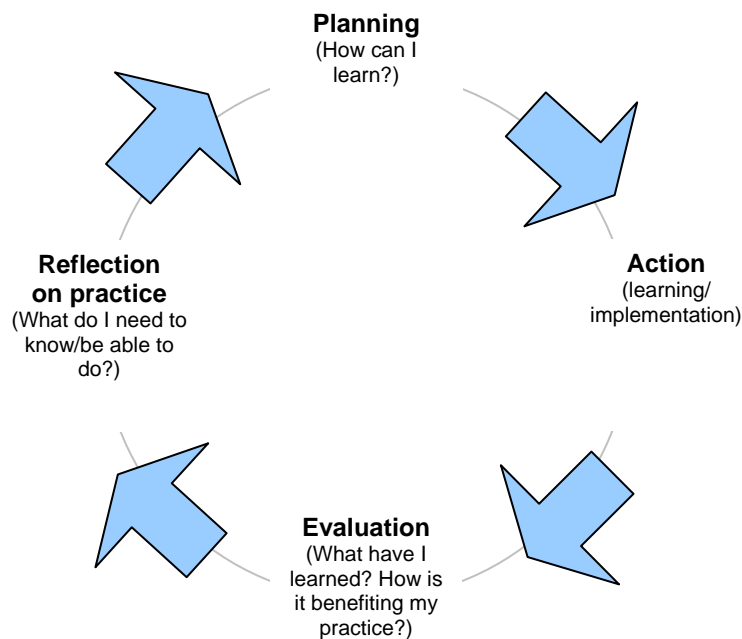 Planning
(How can I
learn?)
Action
(learning/
implementation)
Evaluation
(What have I
learned? How is
it benefiting my
practice?)
Reflection
on practice
(What do I need to
know/be able to
do?)